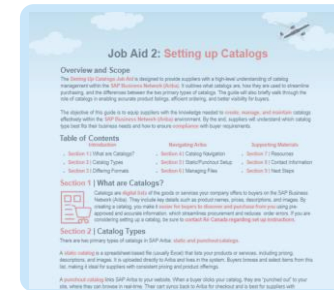 Job Aid 2: Setting up Catalogs
Overview and Scope
The Setting Up Catalogs Job Aid is designed to provide suppliers with a high-level understanding of catalog
management within the SAP Business Network (Ariba). It outlines what catalogs are, how they are used to streamline
purchasing, and the differences between the two primary types of catalogs. The guide will also briefly walk through the
role of catalogs in enabling accurate product listings, efficient ordering, and better visibility for buyers.
The objective of this guide is to equip suppliers with the knowledge needed to create, manage, and maintain catalogs
effectively within the SAP Business Network (Ariba) environment. By the end, suppliers will understand which catalog
type best fits their business needs and how to ensure compliance with buyer requirements.
Table of Contents
Introduction
Navigating Ariba
Supporting Materials
Section 1 | What are Catalogs?
Section 4 | Catalog Navigation
Section 7 | Resources
Section 2 | Catalog Types
Section 5 | Static/Punchout Setup
Section 8 | Contact Information
Section 3 | Differing Formats
Section 6 | Managing Files
Section 9 | Next Steps
Section 1 | What are Catalogs?
Catalogs are digital lists of the goods or services your company offers to buyers on the SAP Business
Network (Ariba). They include key details such as product names, prices, descriptions, and images. By
creating a catalog, you make it easier for buyers to discover and purchase from you using pre-
approved and accurate information, which streamlines procurement and reduces order errors. If you are
considering setting up a catalog, be sure to contact Air Canada regarding set up instructions.
Section 2 | Catalog Types
There are two primary types of catalogs in SAP Ariba: static and punchout catalogs.
A static catalog is a spreadsheet-based file (usually Excel) that lists your products or services, including pricing,
descriptions, and images. It is uploaded directly to Ariba and lives in the system. Buyers browse and select items from this
list, making it ideal for suppliers with consistent pricing and product offerings.
A punchout catalog links SAP Ariba to your website. When a buyer clicks your catalog, they are "punched out" to your
site, where they can browse in real-time. Their cart syncs back to Ariba for checkout and is best for suppliers with